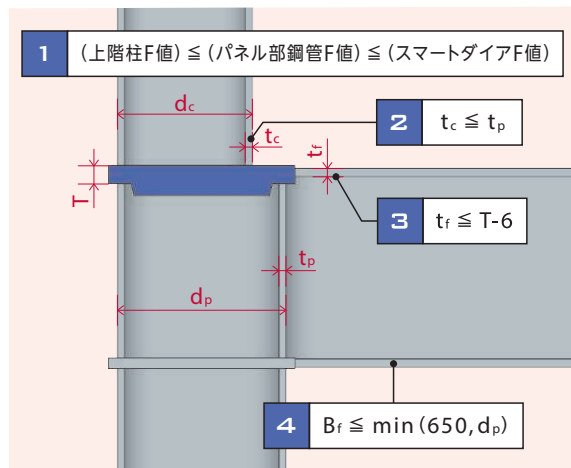 1 (上階柱F値) ≦ (パネル部鋼管F値) ≦ (スマートダイアF値)
dc
2 tc ≦ tp
tc
tf
T
3 tf ≦ T-6
tp
dp
4 Bf ≦ min (650, dp)